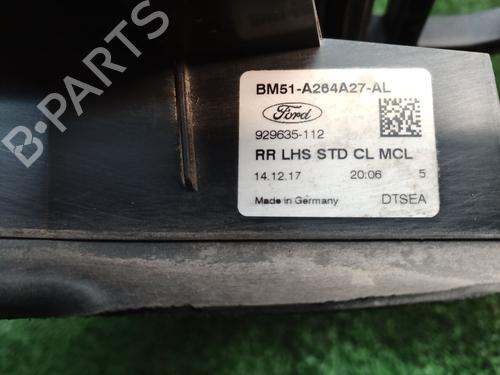 BM51-A264A27-AL
Ford
929635-112
RR LHS STD CL MCL
14.12.17 20:06 5
Made in Germany DTSEA
B-PARTS